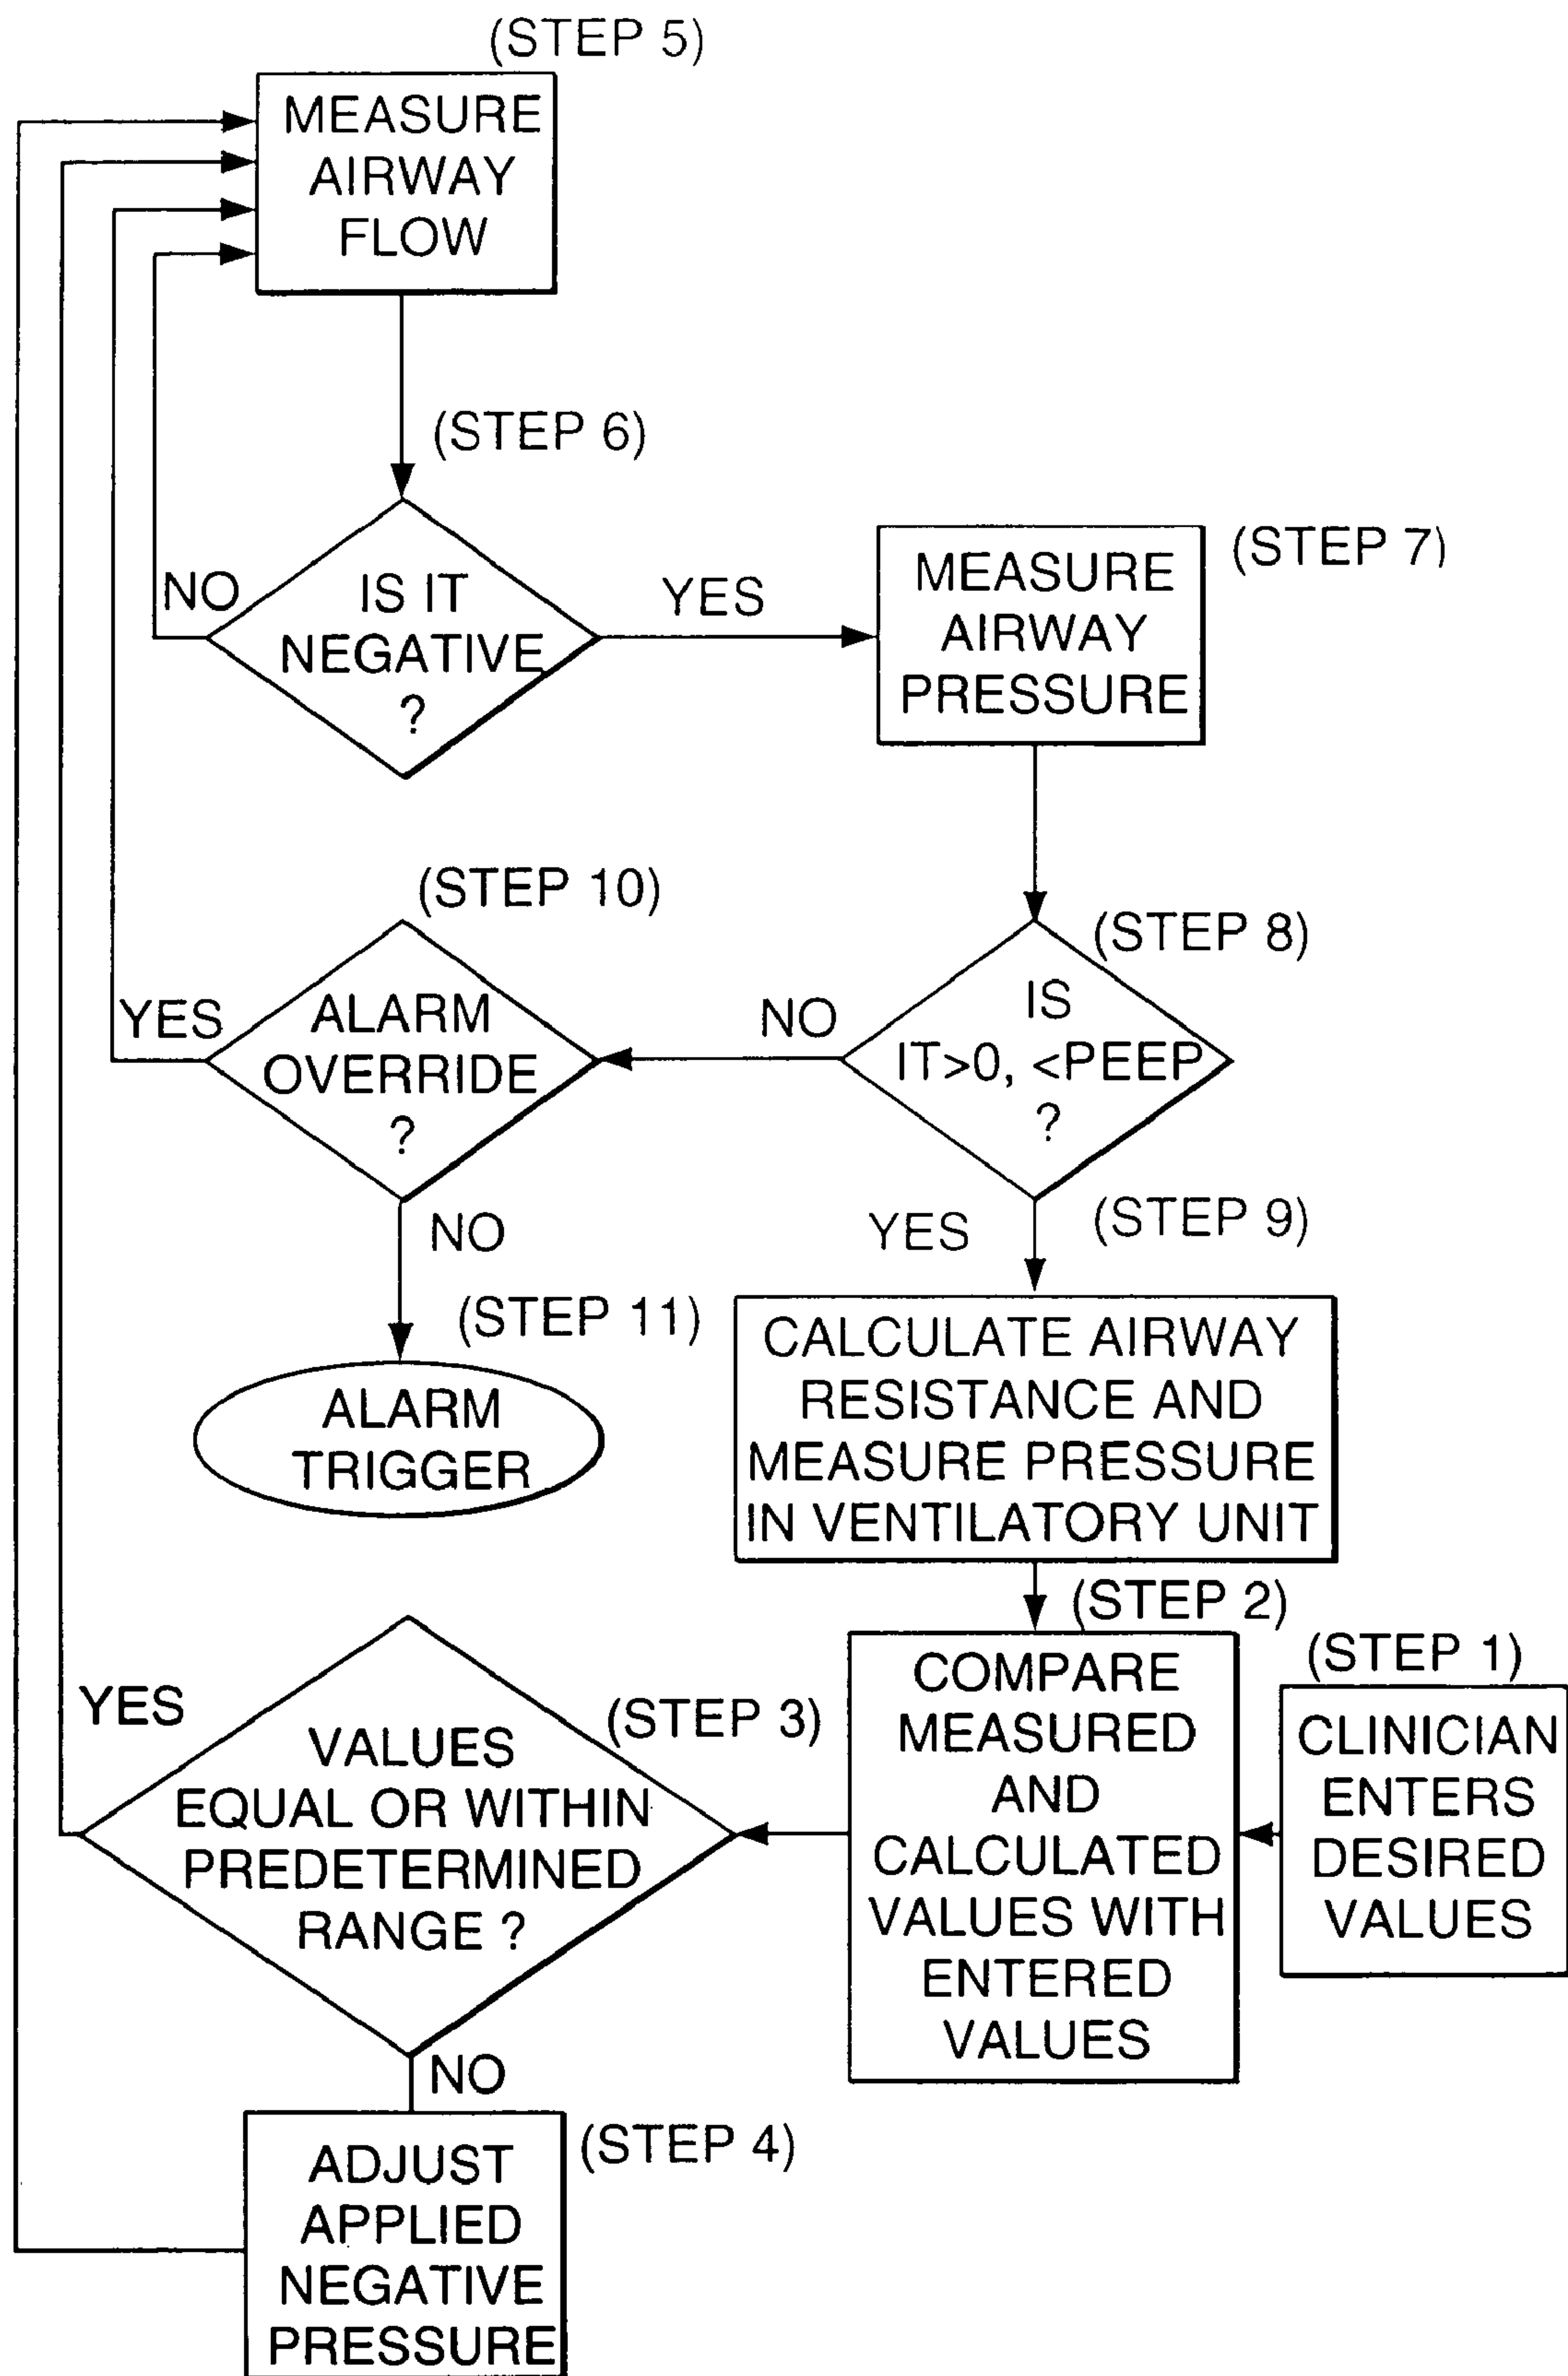 (STEP 5)
MEASURE
AIRWAY
FLOW
(STEP 6)
NO
IS IT
NEGATIVE
?
YES
(STEP 7)
MEASURE
AIRWAY
PRESSURE
(STEP 8)
IS
IT>0, <PEEP
?
NO
(STEP 10)
ALARM
OVERRIDE
?
YES
NO
(STEP 11)
ALARM
TRIGGER
YES
(STEP 9)
CALCULATE AIRWAY
RESISTANCE AND
MEASURE PRESSURE
IN VENTILATORY UNIT
(STEP 2)
COMPARE
MEASURED
AND
CALCULATED
VALUES WITH
ENTERED
VALUES
(STEP 1)
CLINICIAN
ENTERS
DESIRED
VALUES
(STEP 3)
VALUES
EQUAL OR WITHIN
PREDETERMINED
RANGE ?
YES
NO
(STEP 4)
ADJUST
APPLIED
NEGATIVE
PRESSURE